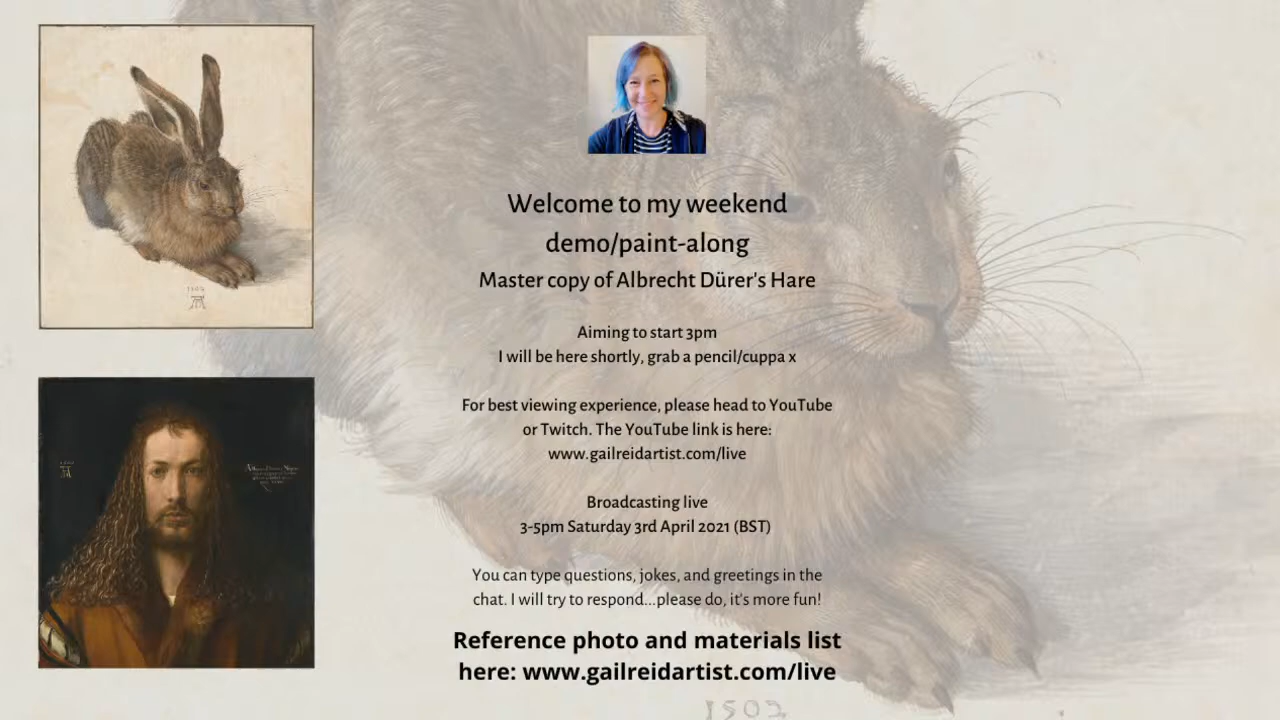 1502
Welcome to my weekend
demo/paint-along
Master copy of Albrecht Dürer's Hare
Aiming to start 3pm
I will be here shortly, grab a pencil/cuppa x
For best viewing experience, please head to YouTube
or Twitch. The YouTube link is here:
www.gailreidartist.com/live
Broadcasting live
3-5pm Saturday 3rd April 2021 (BST)
You can type questions, jokes, and greetings in the
chat. I will try to respond...please do, it's more fun!
Reference photo and materials list
here: www.gailreidartist.com/live
1502